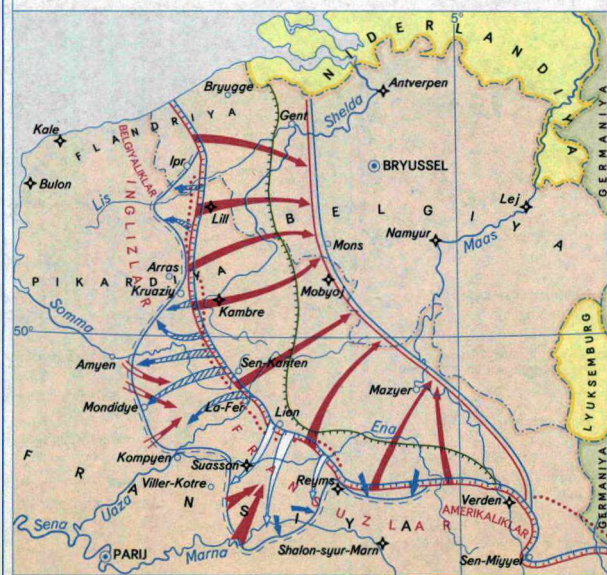 5°
NIDERLANDIYA
GERMANIYA
Antverpen
Bryugge
Gent
Shelda
Kale
FLANDRIYA
BELGIYALIKLAR
Ipr
BRYUSSEL
Bulon
INGLIZLAR
Lis
Lill
Lej
BELGIYA
Namyur
Maas
Mons
Arras
PIKARDIYA
Kruaziy
Mobyoj
Kambre
Somma
50°
LYUKSEMBURG
Amyen
Sen-Kanten
Mazyer
Mondidye
La-Fer
Lion
Ena
Kompyen
FRANSIYA
FRANSUZLAR
Suasson
Viller-Kotre
Reyms
Verden
AMERIKALIKLAR
GERMANIYA
Uaza
Sena
PARIJ
Marna
Shalon-syur-Marn
Sen-Miyyel